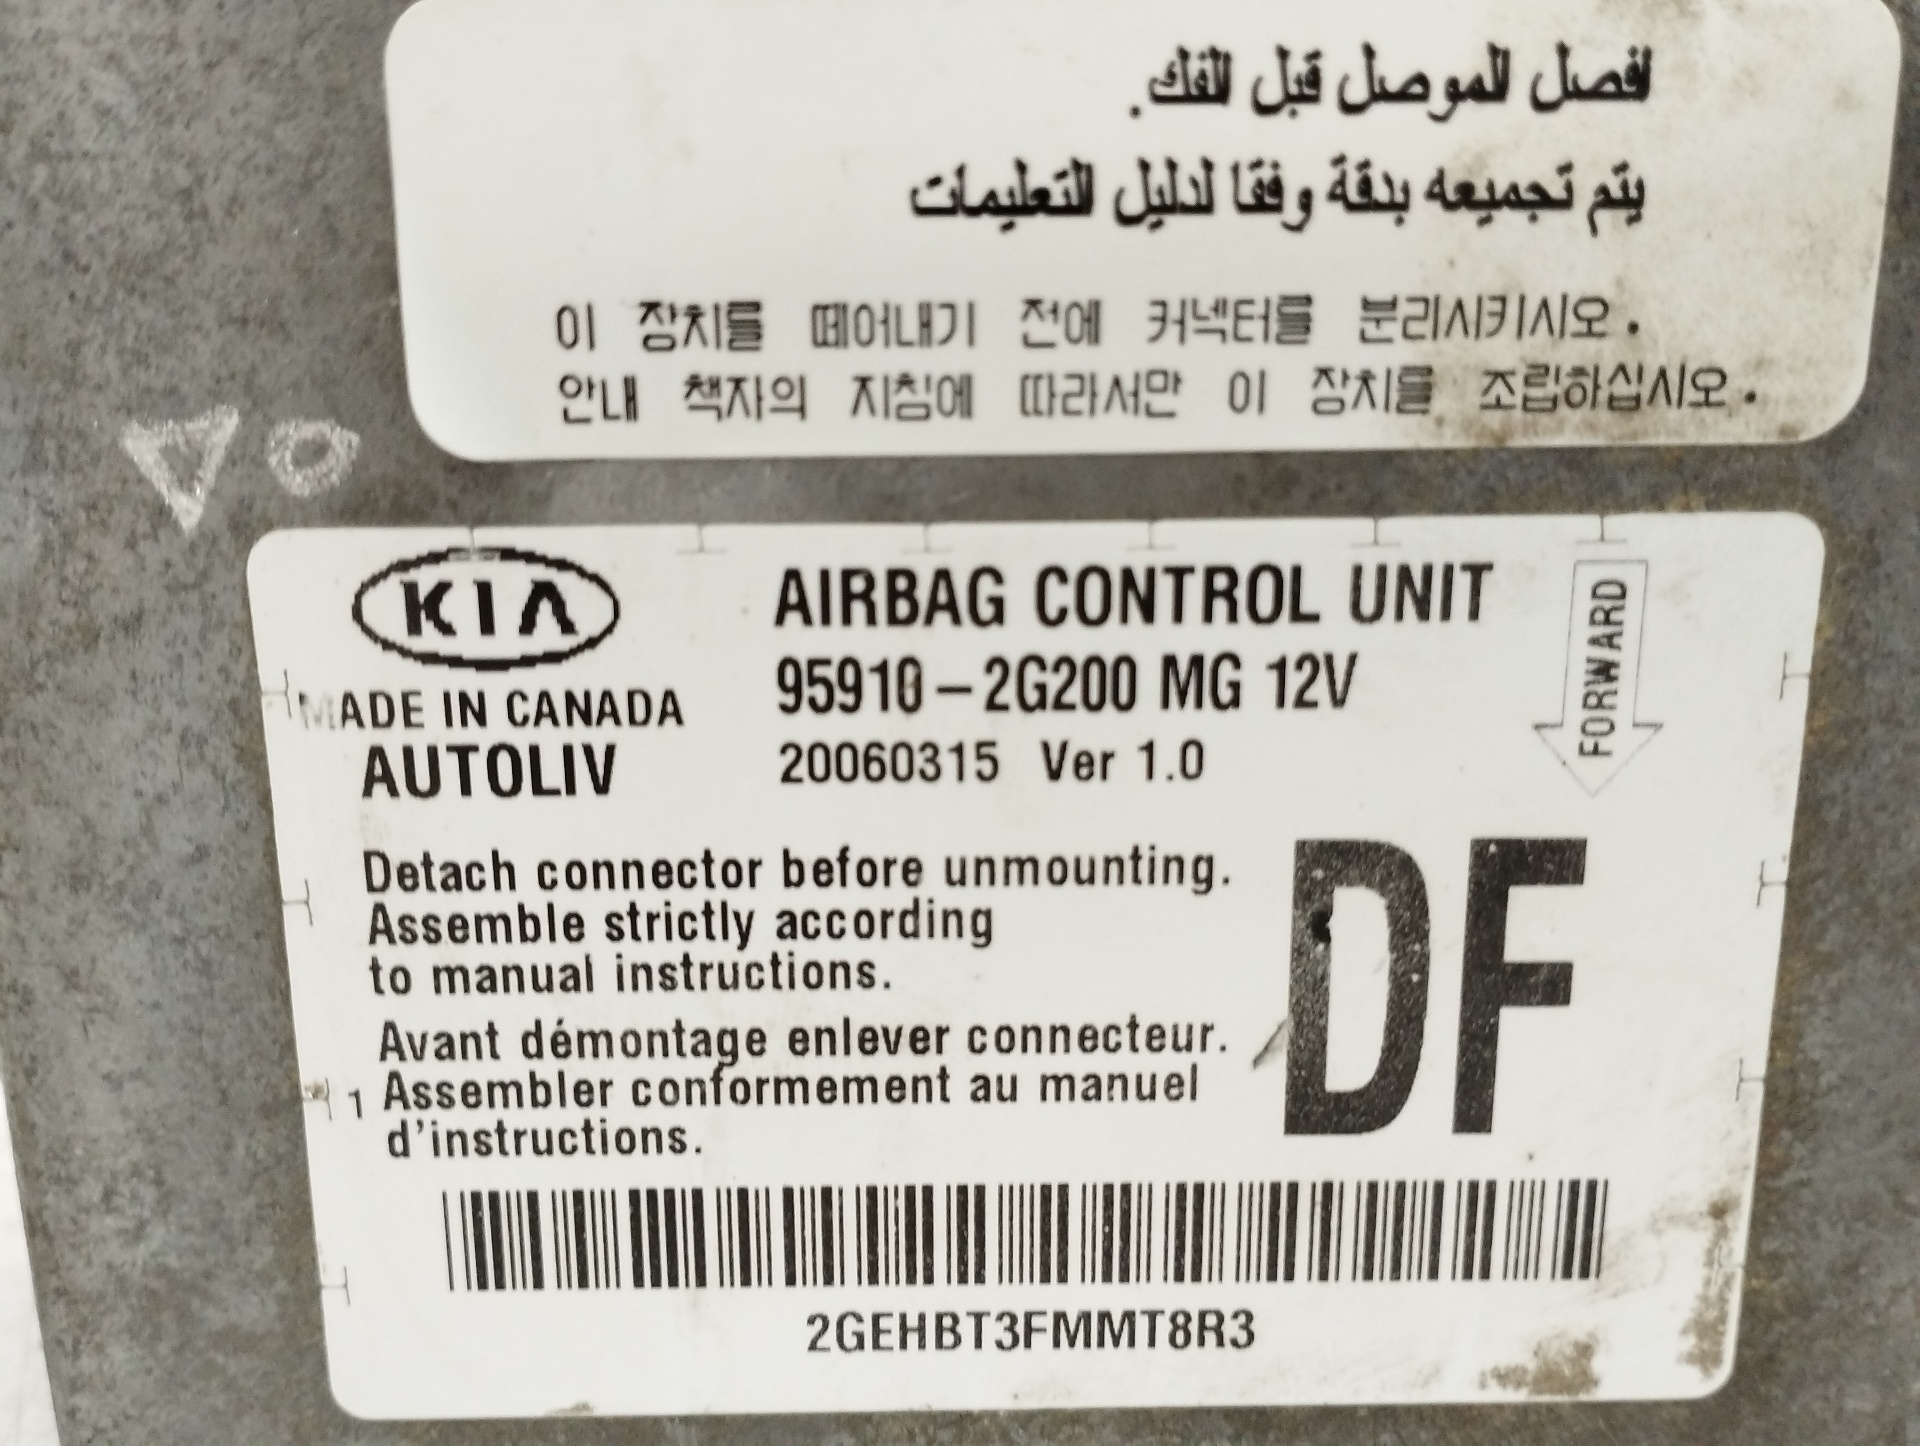 افصل الموصل قبل الفك.
يتم تجميعه بدقة وفقا لدليل التعليمات
이 장치를 떼어내기 전에 커넥터를 분리시키시오.
안내 책자의 지침에 따라서만 이 장치를 조립하십시오.
KIA
MADE IN CANADA
AUTOLIV
AIRBAG CONTROL UNIT
95910-2G200 MG 12V
20060315 Ver 1.0
FORWARD
Detach connector before unmounting.
Assemble strictly according
to manual instructions.
DF
Avant démontage enlever connecteur.
1 Assembler conformement au manuel
d'instructions.
2GEHBT3FMMT8R3